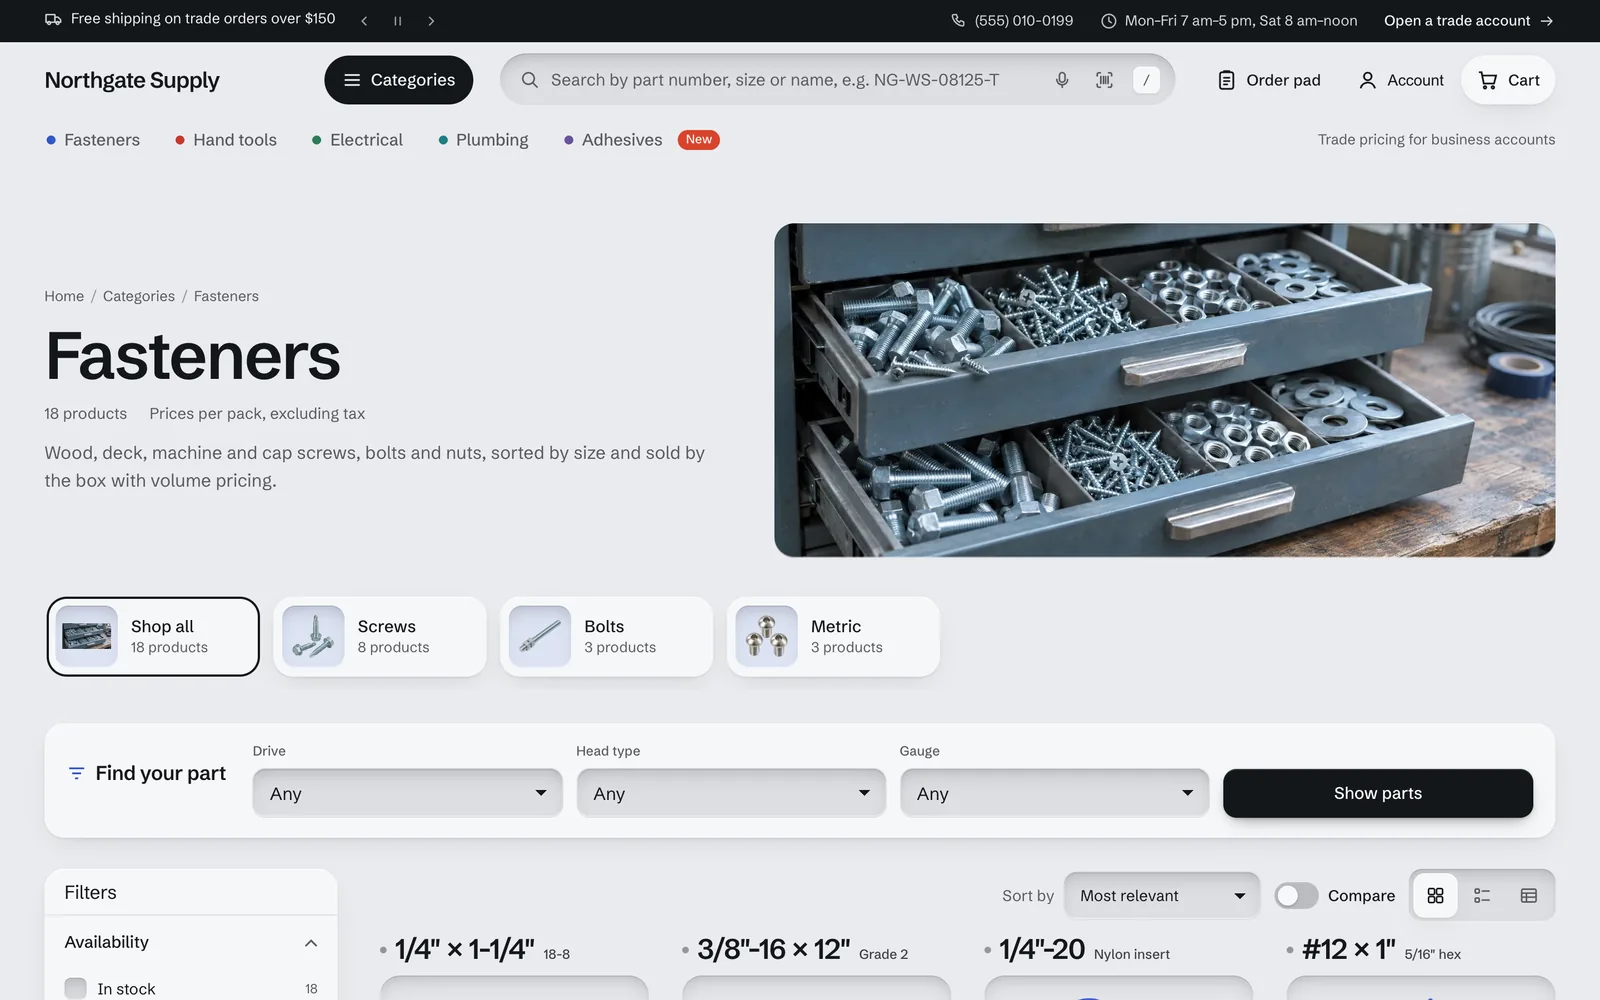 Free shipping on trade orders over $150
(555) 010-0199
Mon-Fri 7 am-5 pm, Sat 8 am-noon
Open a trade account →
Northgate Supply
Categories
Search by part number, size or name, e.g. NG-WS-08125-T
/
Order pad
Account
Cart
Fasteners
Hand tools
Electrical
Plumbing
Adhesives
New
Trade pricing for business accounts
Home / Categories / Fasteners
Fasteners
18 products
Prices per pack, excluding tax
Wood, deck, machine and cap screws, bolts and nuts, sorted by size and sold by
the box with volume pricing.
Shop all
18 products
Screws
8 products
Bolts
3 products
Metric
3 products
Find your part
Drive
Any
Head type
Any
Gauge
Any
Show parts
Filters
Availability
In stock
18
Sort by
Most relevant
Compare
1/4" × 1-1/4" 18-8
3/8"-16 × 12" Grade 2
1/4"-20 Nylon insert
#12 × 1" 5/16" hex